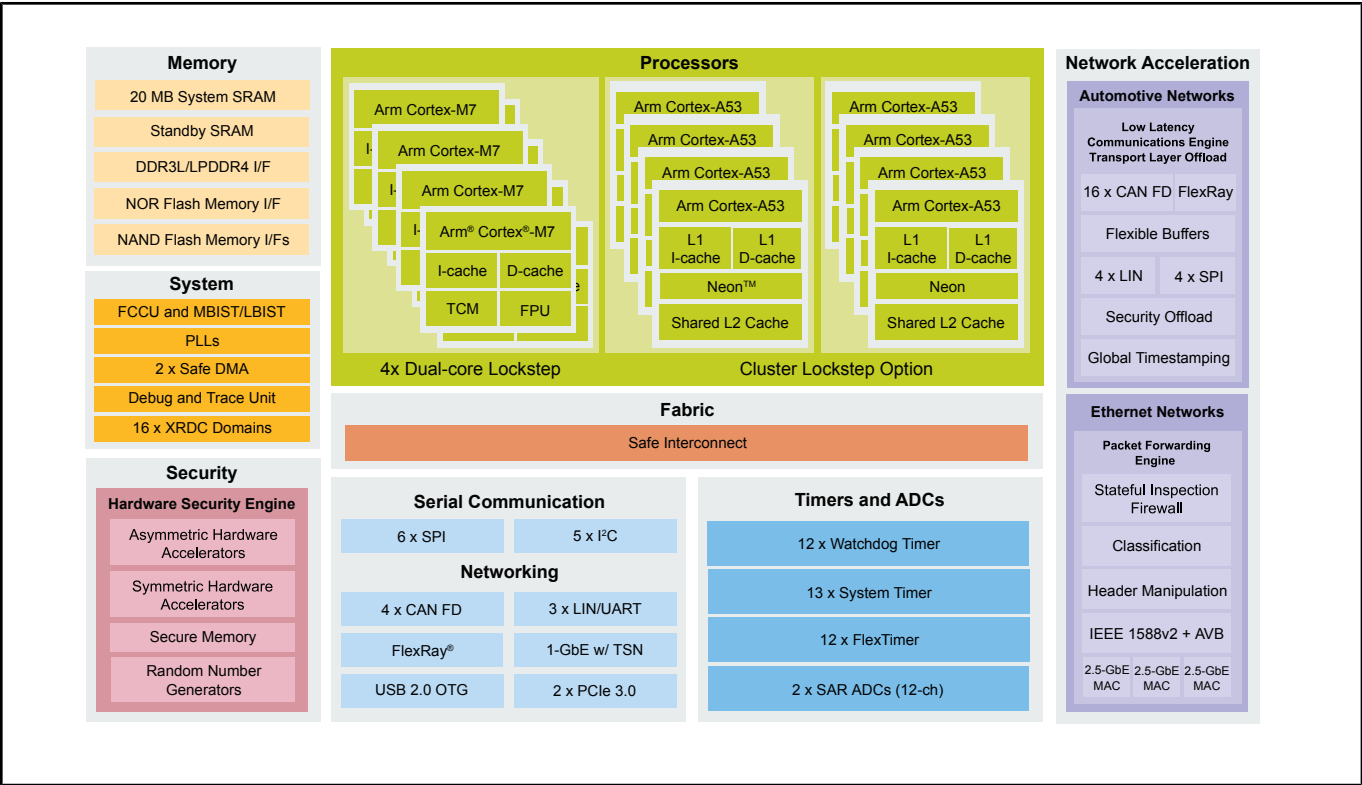 Memory
20 MB System SRAM
Standby SRAM
DDR3L/LPDDR4 I/F
NOR Flash Memory I/F
NAND Flash Memory I/Fs
System
FCCU and MBIST/LBIST
PLLs
2 x Safe DMA
Debug and Trace Unit
16 x XRDC Domains
Security
Hardware Security Engine
Asymmetric Hardware
Accelerators
Symmetric Hardware
Accelerators
Secure Memory
Random Number
Generators
Processors
Arm Cortex-M7
I-
Arm Cortex-M7
I-
Arm Cortex-M7
I-
Arm® Cortex®-M7
I-cache
D-cache
e
TCM
FPU
4x Dual-core Lockstep
Arm Cortex-A53
Arm Cortex-A53
Arm Cortex-A53
Arm Cortex-A53
L1
I-cache
L1
D-cache
Neon™
Shared L2 Cache
Arm Cortex-A53
Arm Cortex-A53
Arm Cortex-A53
Arm Cortex-A53
L1
I-cache
L1
D-cache
Neon
Shared L2 Cache
Cluster Lockstep Option
Fabric
Safe Interconnect
Serial Communication
6 x SPI
5 x I²C
Networking
4 x CAN FD
3 x LIN/UART
FlexRay®
1-GbE w/ TSN
USB 2.0 OTG
2 x PCIe 3.0
Timers and ADCs
12 x Watchdog Timer
13 x System Timer
12 x FlexTimer
2 x SAR ADCs (12-ch)
Network Acceleration
Automotive Networks
Low Latency
Communications Engine
Transport Layer Offload
16 x CAN FD
FlexRay
Flexible Buffers
4 x LIN
4 x SPI
Security Offload
Global Timestamping
Ethernet Networks
Packet Forwarding
Engine
Stateful Inspection
Firewall
Classification
Header Manipulation
IEEE 1588v2 + AVB
2.5-GbE
MAC
2.5-GbE
MAC
2.5-GbE
MAC